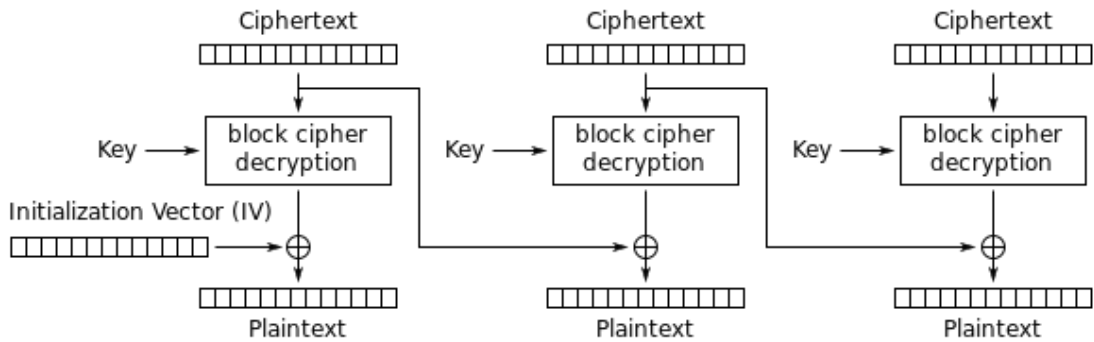 Ciphertext
Ciphertext
Ciphertext
Key
block cipher
decryption
Key
block cipher
decryption
Key
block cipher
decryption
Initialization Vector (IV)
Plaintext
Plaintext
Plaintext